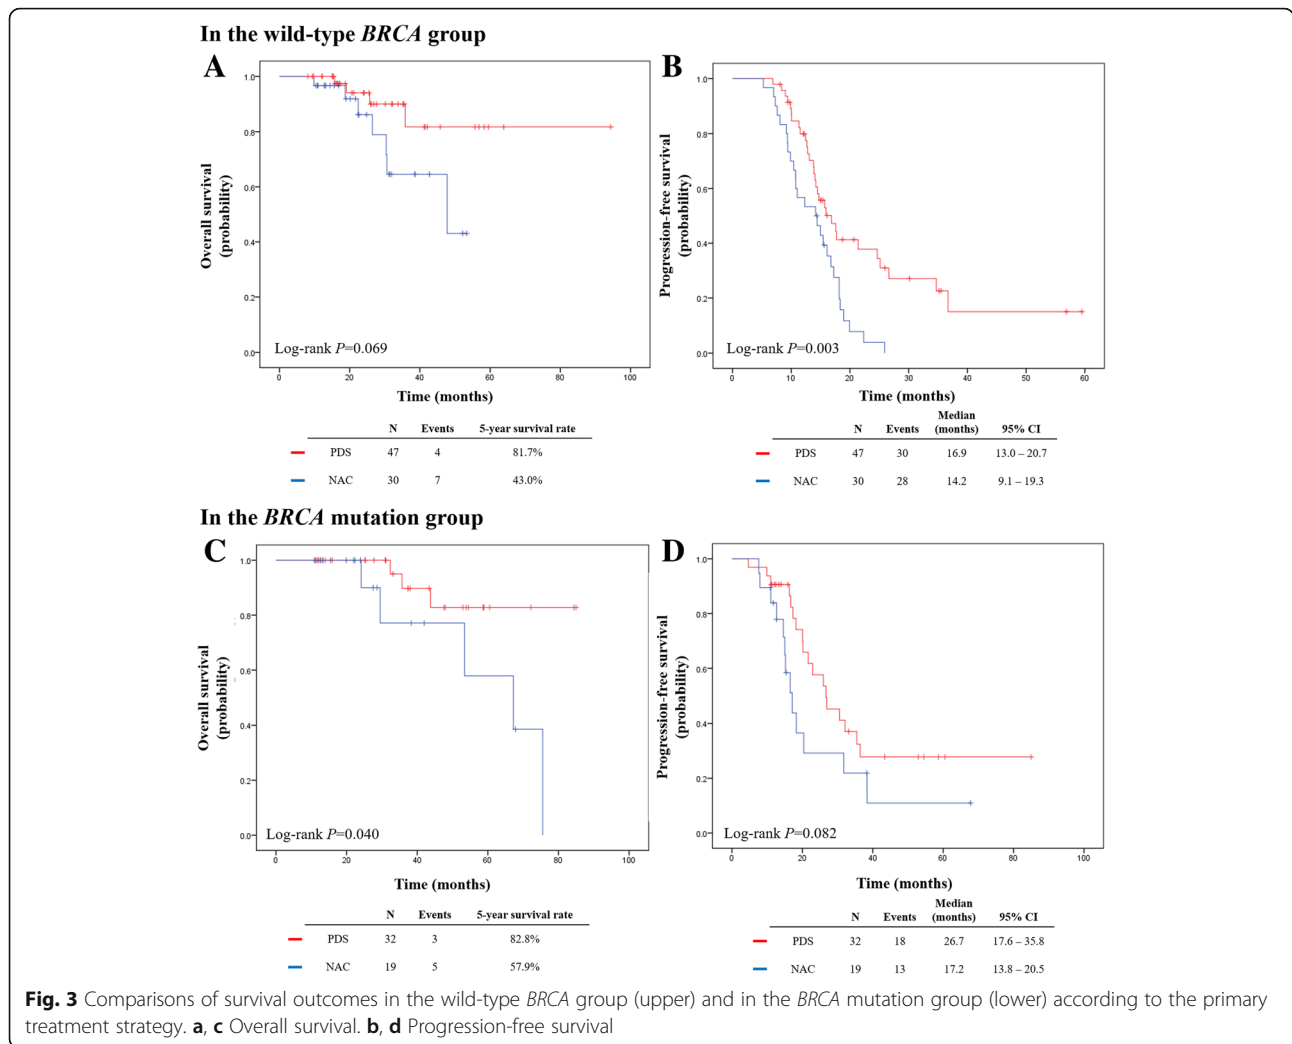 In the wild-type BRCA group
A
1.0
0.8
0.6
0.4
0.2
0.0
Overall survival
(probability)
Log-rank P=0.069
0 20 40 60 80 100
Time (months)
N Events 5-year survival rate
PDS 47 4 81.7%
NAC 30 7 43.0%
B
1.0
0.8
0.6
0.4
0.2
0.0
Progression-free survival
(probability)
Log-rank P=0.003
0 10 20 30 40 50 60
Time (months)
Median
N Events (months) 95% CI
PDS 47 30 16.9 13.0 – 20.7
NAC 30 28 14.2 9.1 – 19.3
In the BRCA mutation group
C
1.0
0.8
0.6
0.4
0.2
0.0
Overall survival
(probability)
Log-rank P=0.040
0 20 40 60 80 100
Time (months)
N Events 5-year survival rate
PDS 32 3 82.8%
NAC 19 5 57.9%
D
1.0
0.8
0.6
0.4
0.2
0.0
Progression-free survival
(probability)
Log-rank P=0.082
0 20 40 60 80 100
Time (months)
Median
N Events (months) 95% CI
PDS 32 18 26.7 17.6 – 35.8
NAC 19 13 17.2 13.8 – 20.5
Fig. 3 Comparisons of survival outcomes in the wild-type BRCA group (upper) and in the BRCA mutation group (lower) according to the primary
treatment strategy. a, c Overall survival. b, d Progression-free survival